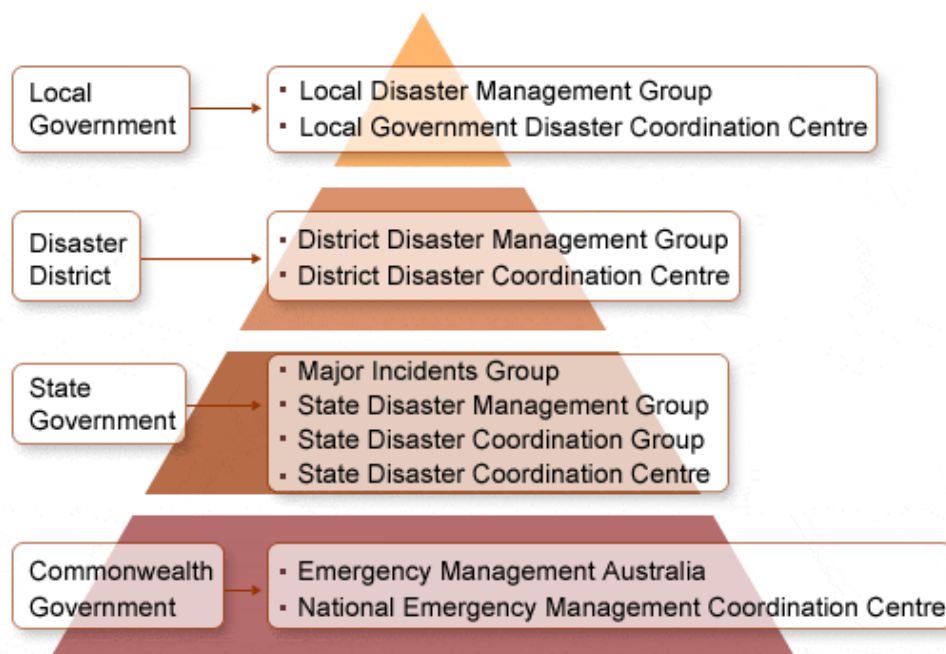 Local
Government
▪ Local Disaster Management Group
▪ Local Government Disaster Coordination Centre
Disaster
District
▪ District Disaster Management Group
▪ District Disaster Coordination Centre
State
Government
▪ Major Incidents Group
▪ State Disaster Management Group
▪ State Disaster Coordination Group
▪ State Disaster Coordination Centre
Commonwealth
Government
▪ Emergency Management Australia
▪ National Emergency Management Coordination Centre